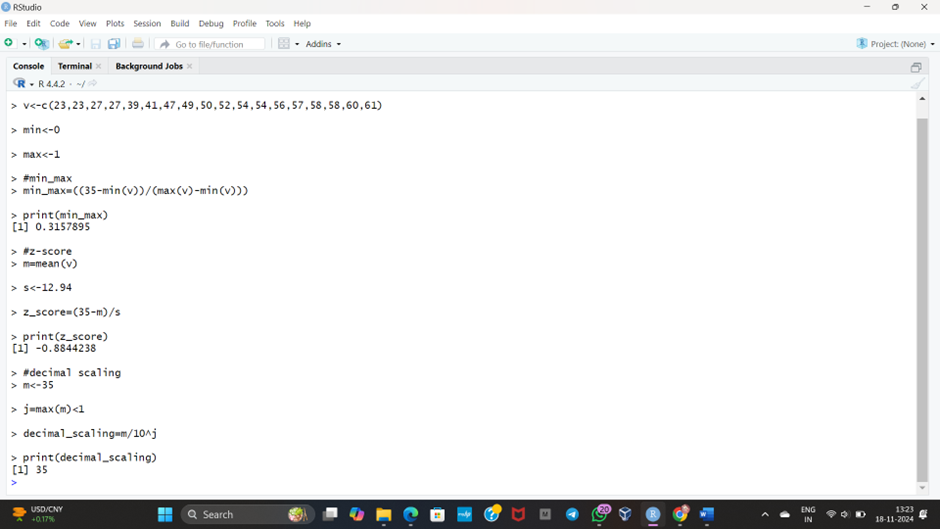 RStudio
File Edit Code View Plots Session Build Debug Profile Tools Help
Go to file/function Addins Project: (None)
Console Terminal Background Jobs
R 4.4.2 · ~/
> v<-c(23,23,27,27,39,41,47,49,50,52,54,54,56,57,58,58,60,61)
> min<-0
> max<-1
> #min_max
> min_max=((35-min(v))/(max(v)-min(v)))
> print(min_max)
[1] 0.3157895
> #z-score
> m=mean(v)
> s<-12.94
> z_score=(35-m)/s
> print(z_score)
[1] -0.8844238
> #decimal scaling
> m<-35
> j=max(m)<1
> decimal_scaling=m/10^j
> print(decimal_scaling)
[1] 35
>
USD/CNY
+0.17%
Search
20
ENG
IN
13:23
18-11-2024